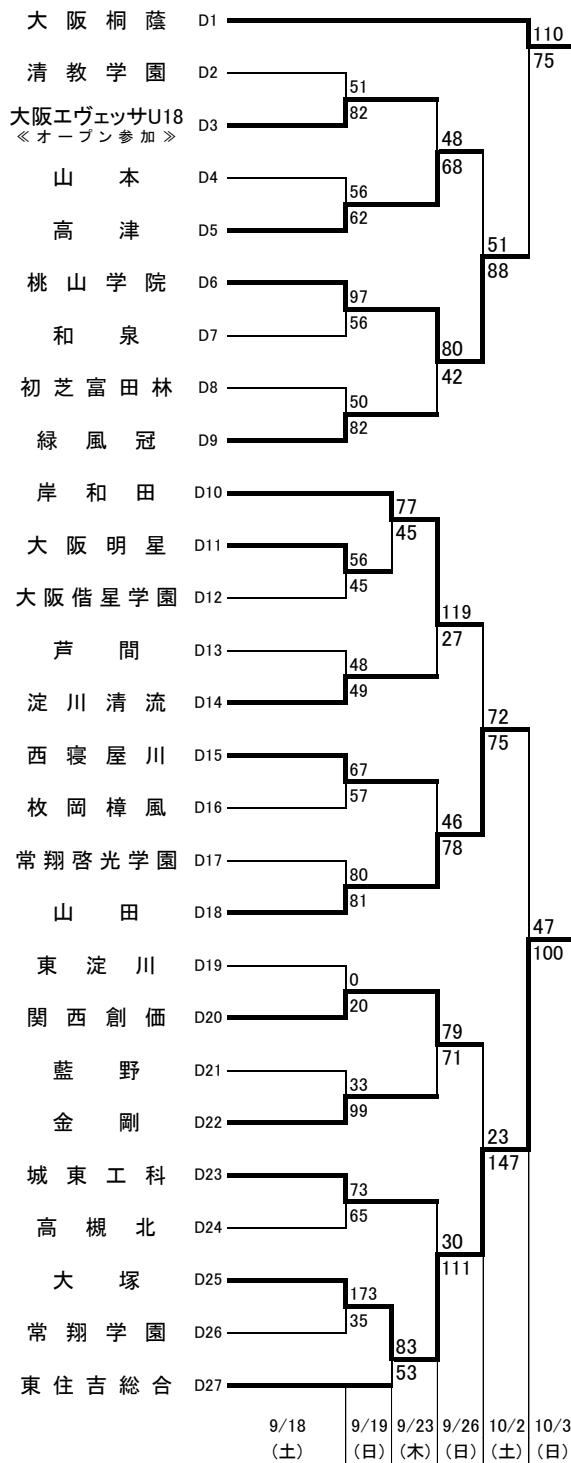 大阪桐蔭 D1
110
75
清教学園 D2
51
82
大阪エヴェッサU18 D3
≪オープン参加≫
48
68
山本 D4
56
62
高津 D5
51
88
桃山学院 D6
97
56
和泉 D7
80
42
初芝富田林 D8
50
82
緑風冠 D9
岸和田 D10
77
45
大阪明星 D11
56
45
大阪偕星学園 D12
119
27
芦間 D13
48
49
淀川清流 D14
72
75
西寝屋川 D15
67
57
枚岡樟風 D16
46
78
常翔啓光学園 D17
80
81
山田 D18
47
100
東淀川 D19
0
20
関西創価 D20
79
71
藍野 D21
33
99
金剛 D22
23
147
城東工科 D23
73
65
高槻北 D24
30
111
大塚 D25
173
35
常翔学園 D26
83
53
東住吉総合 D27
9/18 9/19 9/23 9/26 10/2 10/3
（土） （日） （木） （日） （土） （日）